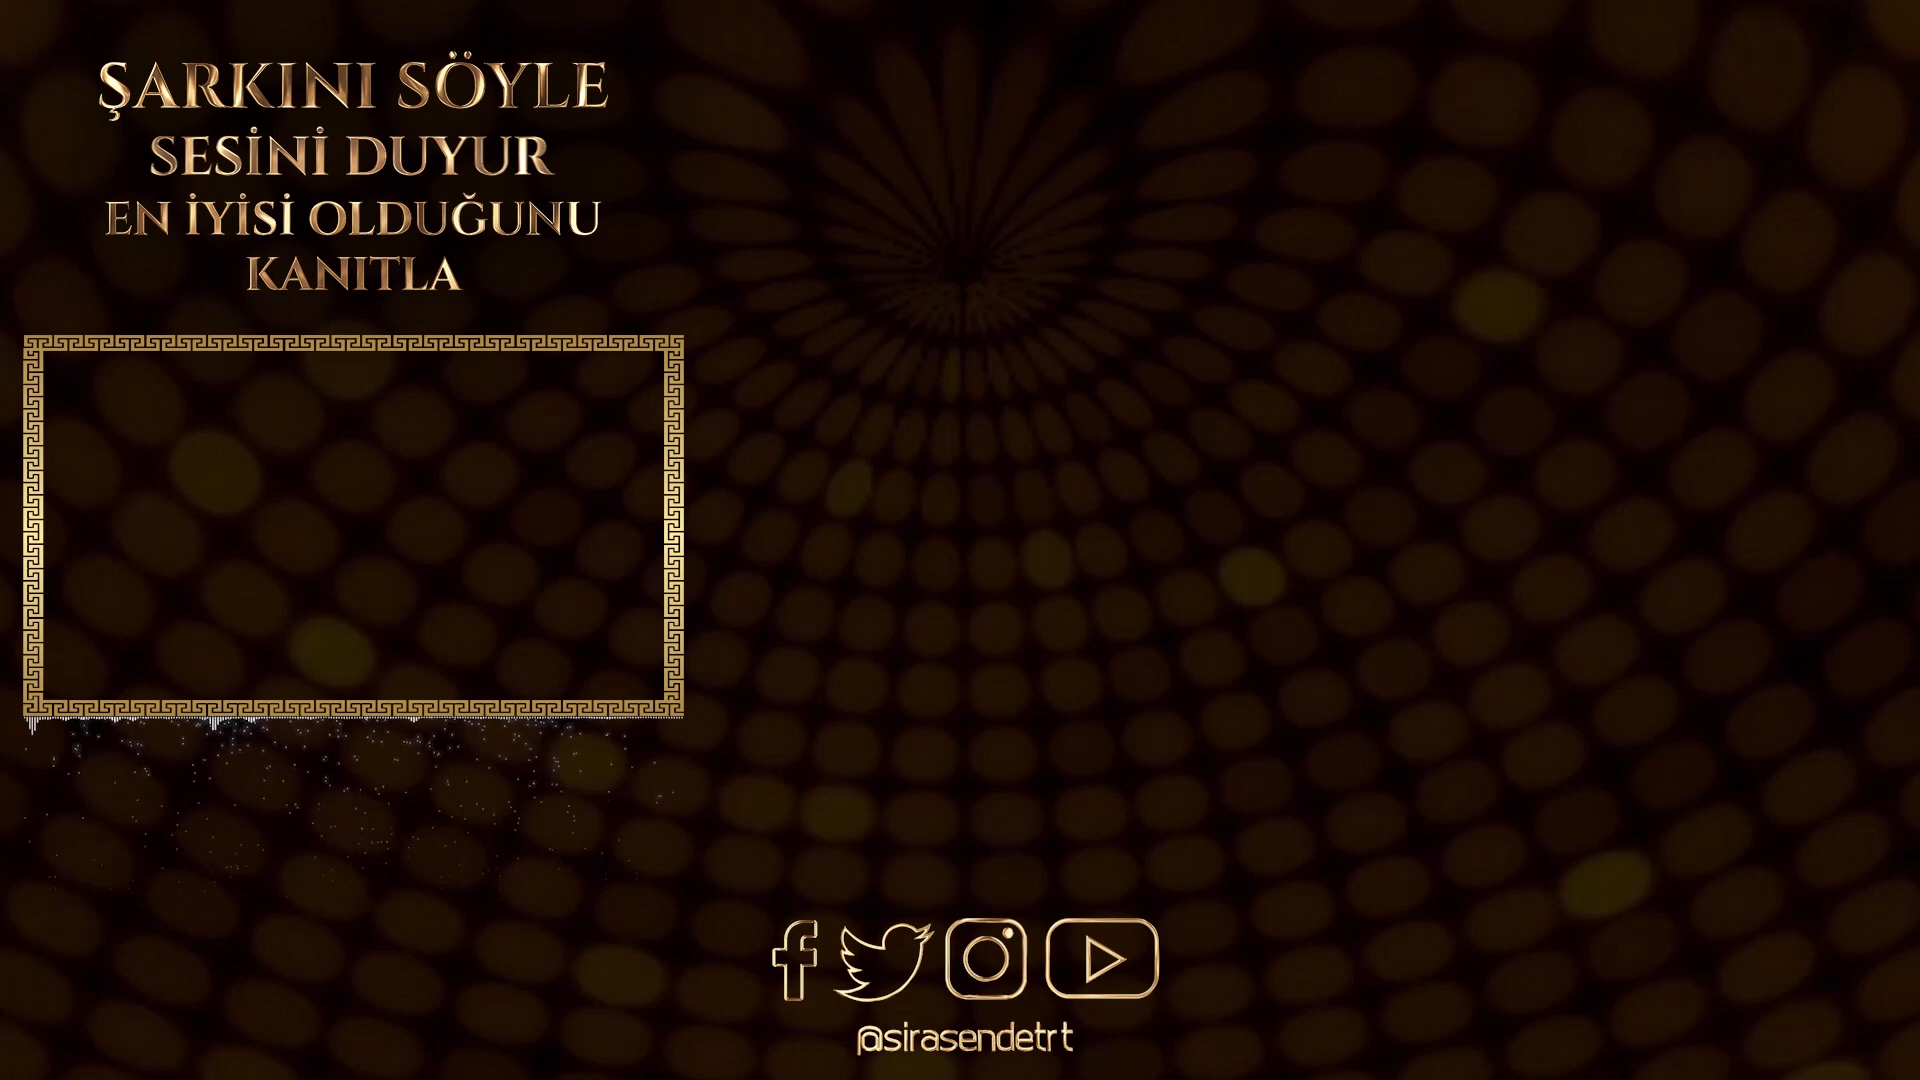 ŞARKINI SÖYLE
SESİNİ DUYUR
EN İYİSİ OLDUĞUNU
KANITLA
@sirasendetrt